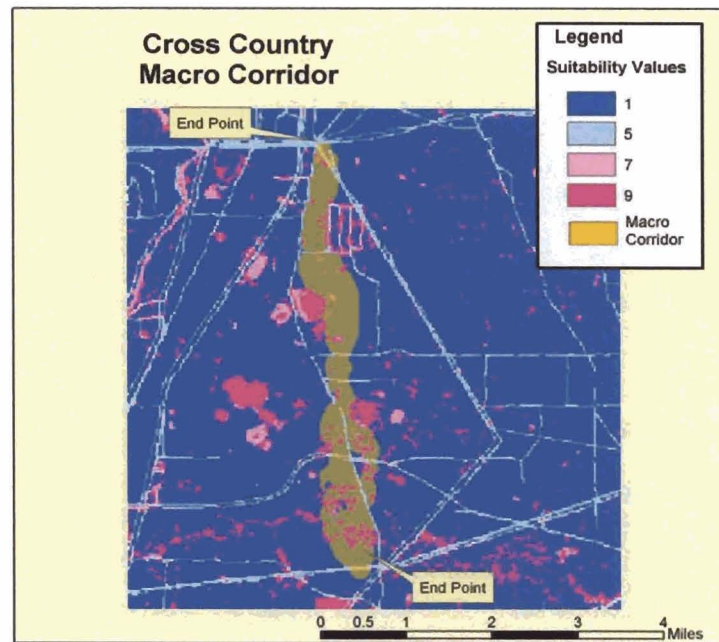 Cross Country
Macro Corridor
End Point
Legend
Suitability Values
1
5
7
9
Macro
Corridor
End Point
0 0.5 1 2 3 4
Miles